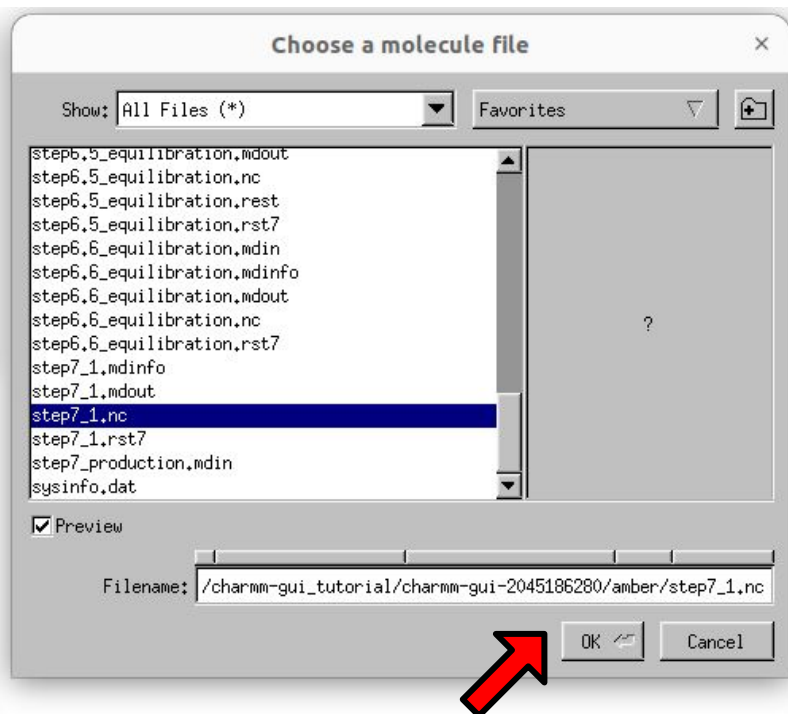 Choose a molecule file
Show: All Files (*) Favorites
step6.5_equilibration.mdout
step6.5_equilibration.nc
step6.5_equilibration.rest
step6.5_equilibration.rst7
step6.6_equilibration.mdin
step6.6_equilibration.mdinfo
step6.6_equilibration.mdout
step6.6_equilibration.nc
step6.6_equilibration.rst7
?
step7_1.mdinfo
step7_1.mdout
step7_1.nc
step7_1.rst7
step7_production.mdin
sysinfo.dat
Preview
Filename: /charmm-gui_tutorial/charmm-gui-2045186280/amber/step7_1.nc
OK Cancel